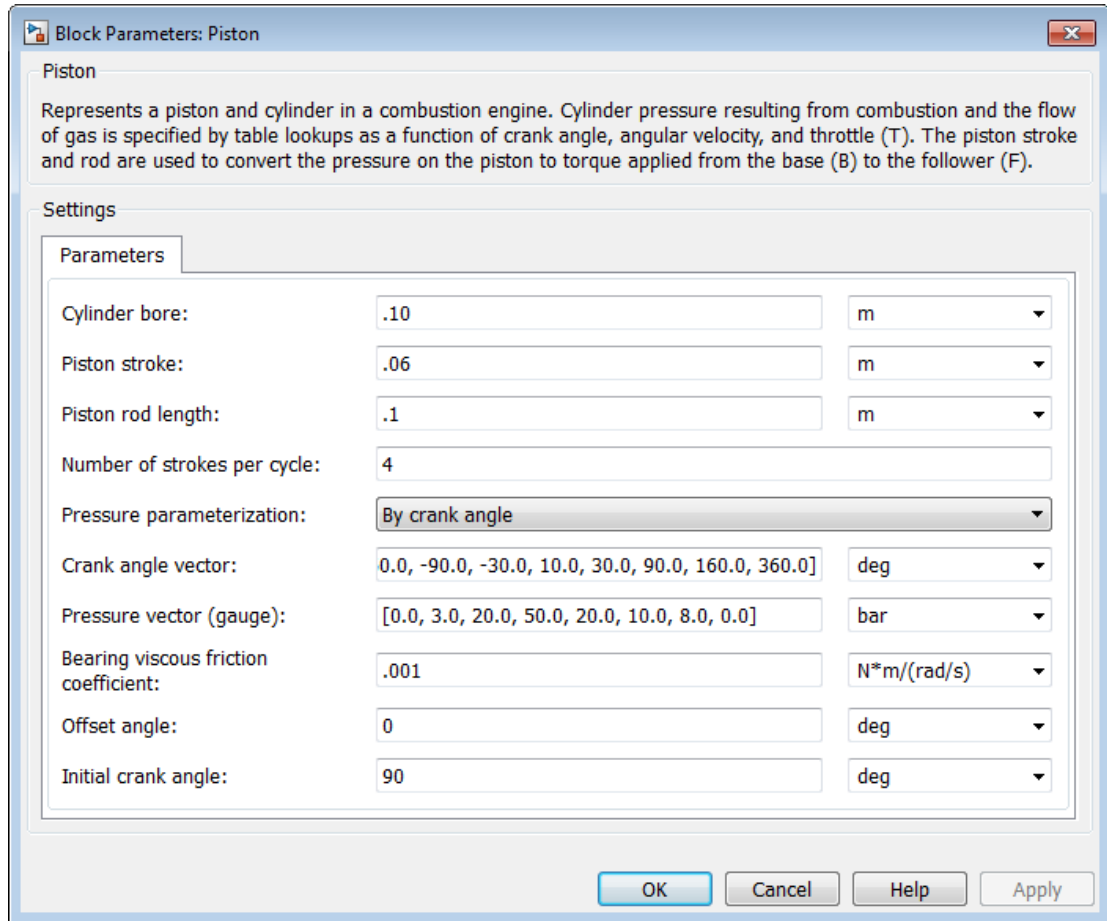 Block Parameters: Piston
Piston
Represents a piston and cylinder in a combustion engine. Cylinder pressure resulting from combustion and the flow
of gas is specified by table lookups as a function of crank angle, angular velocity, and throttle (T). The piston stroke
and rod are used to convert the pressure on the piston to torque applied from the base (B) to the follower (F).
Settings
Parameters
Cylinder bore: .10 m
Piston stroke: .06 m
Piston rod length: .1 m
Number of strokes per cycle: 4
Pressure parameterization: By crank angle
Crank angle vector: 0.0, -90.0, -30.0, 10.0, 30.0, 90.0, 160.0, 360.0] deg
Pressure vector (gauge): [0.0, 3.0, 20.0, 50.0, 20.0, 10.0, 8.0, 0.0] bar
Bearing viscous friction
coefficient: .001 N*m/(rad/s)
Offset angle: 0 deg
Initial crank angle: 90 deg
OK Cancel Help Apply